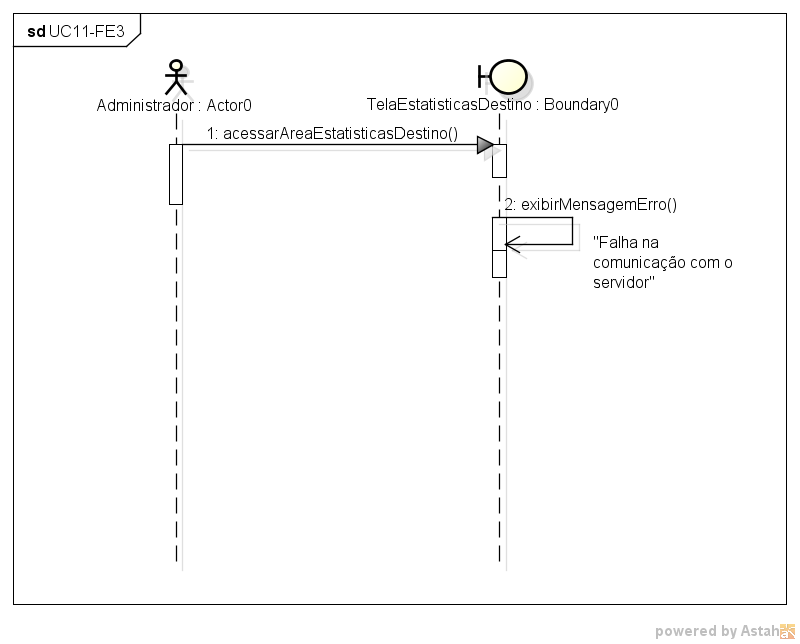 sd UC11-FE3
Administrador : Actor0
TelaEstatisticasDestino : Boundary0
1: acessarAreaEstatisticasDestino()
2: exibirMensagemErro()
"Falha na
comunicação com o
servidor"
powered by Astah